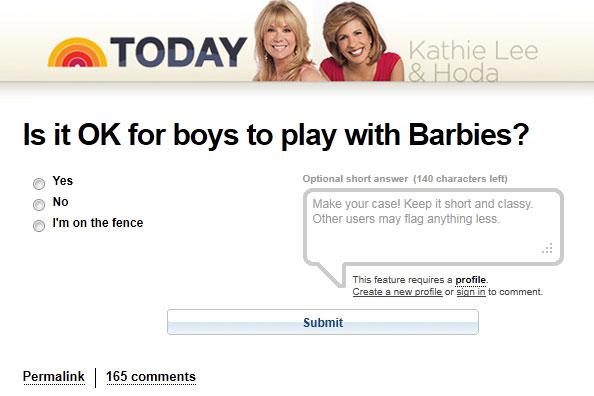 TODAY
Kathie Lee
& Hoda
Is it OK for boys to play with Barbies?
Yes
No
I'm on the fence
Optional short answer (140 characters left)
Make your case! Keep it short and classy.
Other users may flag anything less.
This feature requires a profile.
Create a new profile or sign in to comment.
Submit
Permalink
165 comments